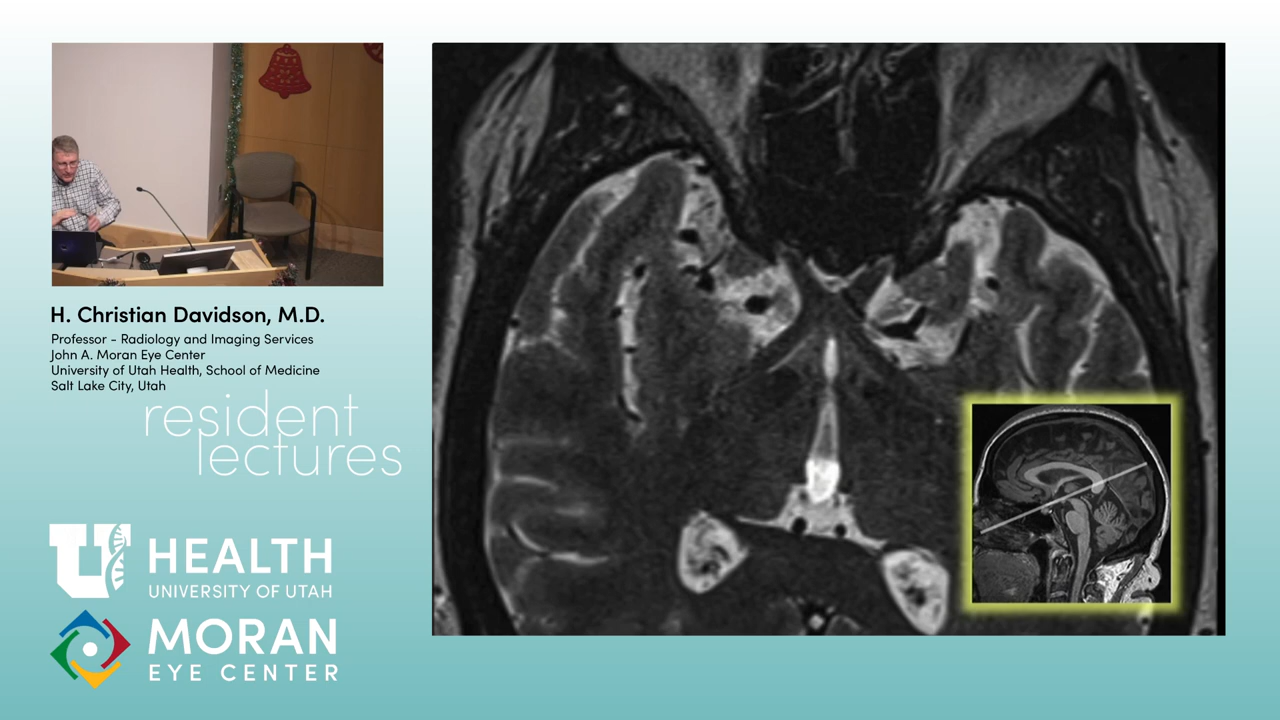 H. Christian Davidson, M.D.
Professor - Radiology and Imaging Services
John A. Moran Eye Center
University of Utah Health, School of Medicine
Salt Lake City, Utah
resident
lectures
U HEALTH
UNIVERSITY OF UTAH
MORAN
EYE CENTER